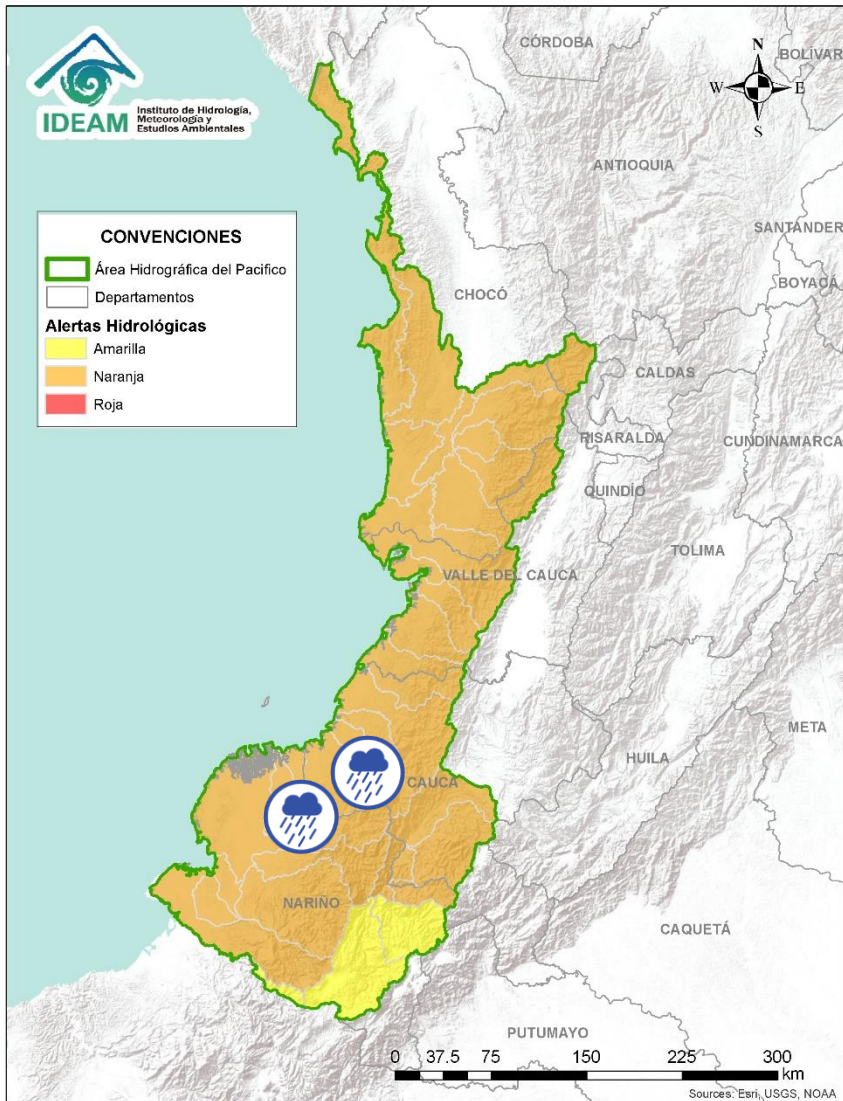 IDEAM
Instituto de Hidrología,
Meteorología y
Estudios Ambientales
CÓRDOBA
BOLÍVAR
N
W
E
S
ANTIOQUIA
SANTANDER
BOYACÁ
CONVENCIONES
Área Hidrográfica del Pacifico
Departamentos
Alertas Hidrológicas
Amarilla
Naranja
Roja
CHOCÓ
CALDAS
RISARALDA
CUNDINAMARCA
QUINDÍO
TOLIMA
VALLE DEL CAUCA
META
HUILA
CAUCA
NARIÑO
CAQUETÁ
PUTUMAYO
0 37.5 75 150 225 300
km
Sources: Esri, USGS, NOAA